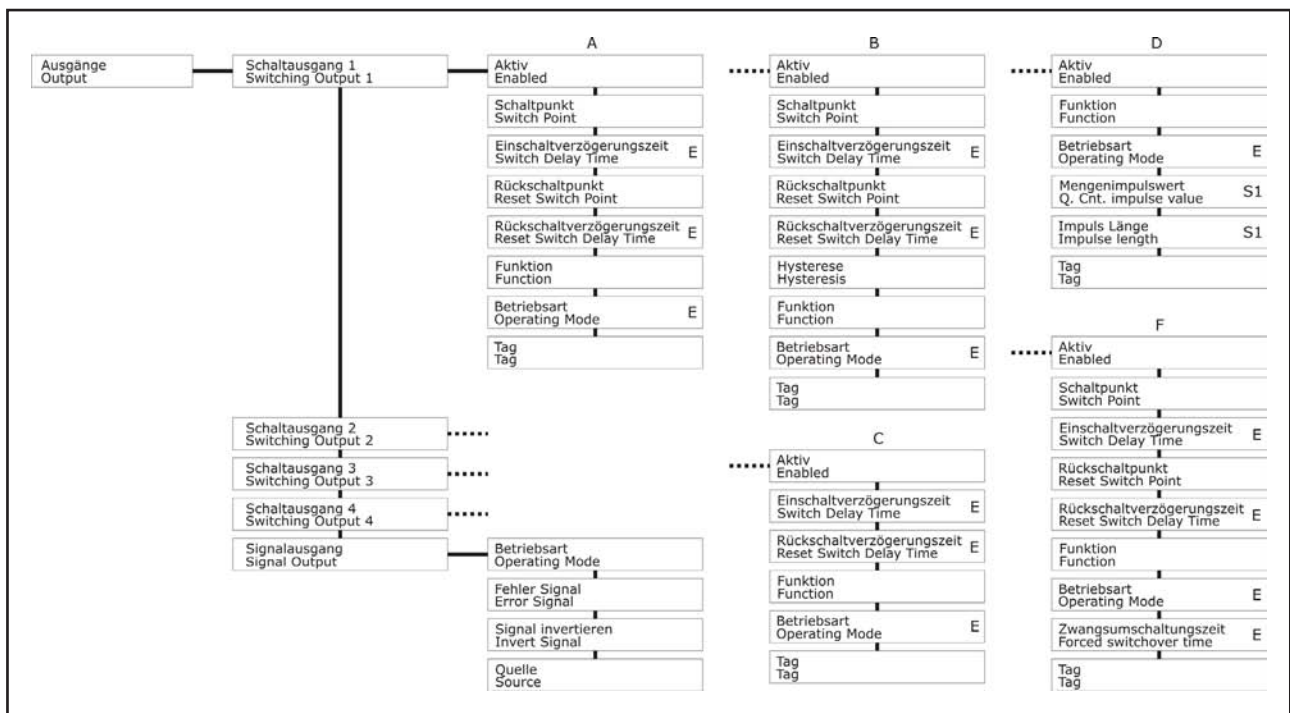 Ausgänge
Output
Schaltausgang 1
Switching Output 1
A
Aktiv
Enabled
Schaltpunkt
Switch Point
Einschaltverzögerungszeit E
Switch Delay Time
Rückschaltpunkt
Reset Switch Point
Rückschaltverzögerungszeit E
Reset Switch Delay Time
Funktion
Function
Betriebsart E
Operating Mode
Tag
Tag
Schaltausgang 2
Switching Output 2
Schaltausgang 3
Switching Output 3
Schaltausgang 4
Switching Output 4
Signalausgang
Signal Output
Betriebsart
Operating Mode
Fehler Signal
Error Signal
Signal invertieren
Invert Signal
Quelle
Source
B
Aktiv
Enabled
Schaltpunkt
Switch Point
Einschaltverzögerungszeit E
Switch Delay Time
Rückschaltpunkt
Reset Switch Point
Rückschaltverzögerungszeit E
Reset Switch Delay Time
Hysterese
Hysteresis
Funktion
Function
Betriebsart E
Operating Mode
Tag
Tag
C
Aktiv
Enabled
Einschaltverzögerungszeit E
Switch Delay Time
Rückschaltverzögerungszeit E
Reset Switch Delay Time
Funktion
Function
Betriebsart E
Operating Mode
Tag
Tag
D
Aktiv
Enabled
Funktion
Function
Betriebsart E
Operating Mode
Mengenimpulswert S1
Q. Cnt. impulse value
Impuls Länge S1
Impulse length
Tag
Tag
F
Aktiv
Enabled
Schaltpunkt
Switch Point
Einschaltverzögerungszeit E
Switch Delay Time
Rückschaltpunkt
Reset Switch Point
Rückschaltverzögerungszeit E
Reset Switch Delay Time
Funktion
Function
Betriebsart E
Operating Mode
Zwangsumschaltungszeit E
Forced switchover time
Tag
Tag